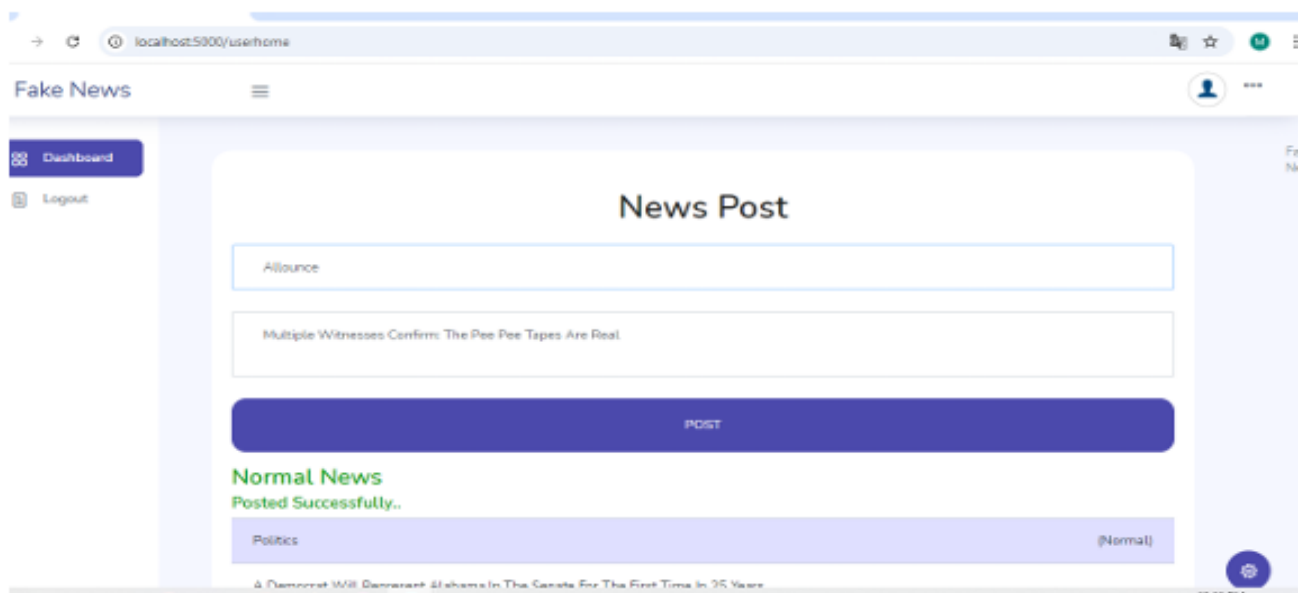 localhost:5000/userhome
Fake News
Dashboard
Logout
News Post
Allounce
Multiple Witnesses Confirm: The Pee Pee Tapes Are Real
POST
Normal News
Posted Successfully..
Politics (Normal)
A Democrat Will Represent Alabama In The Senate For The First Time In 25 Years